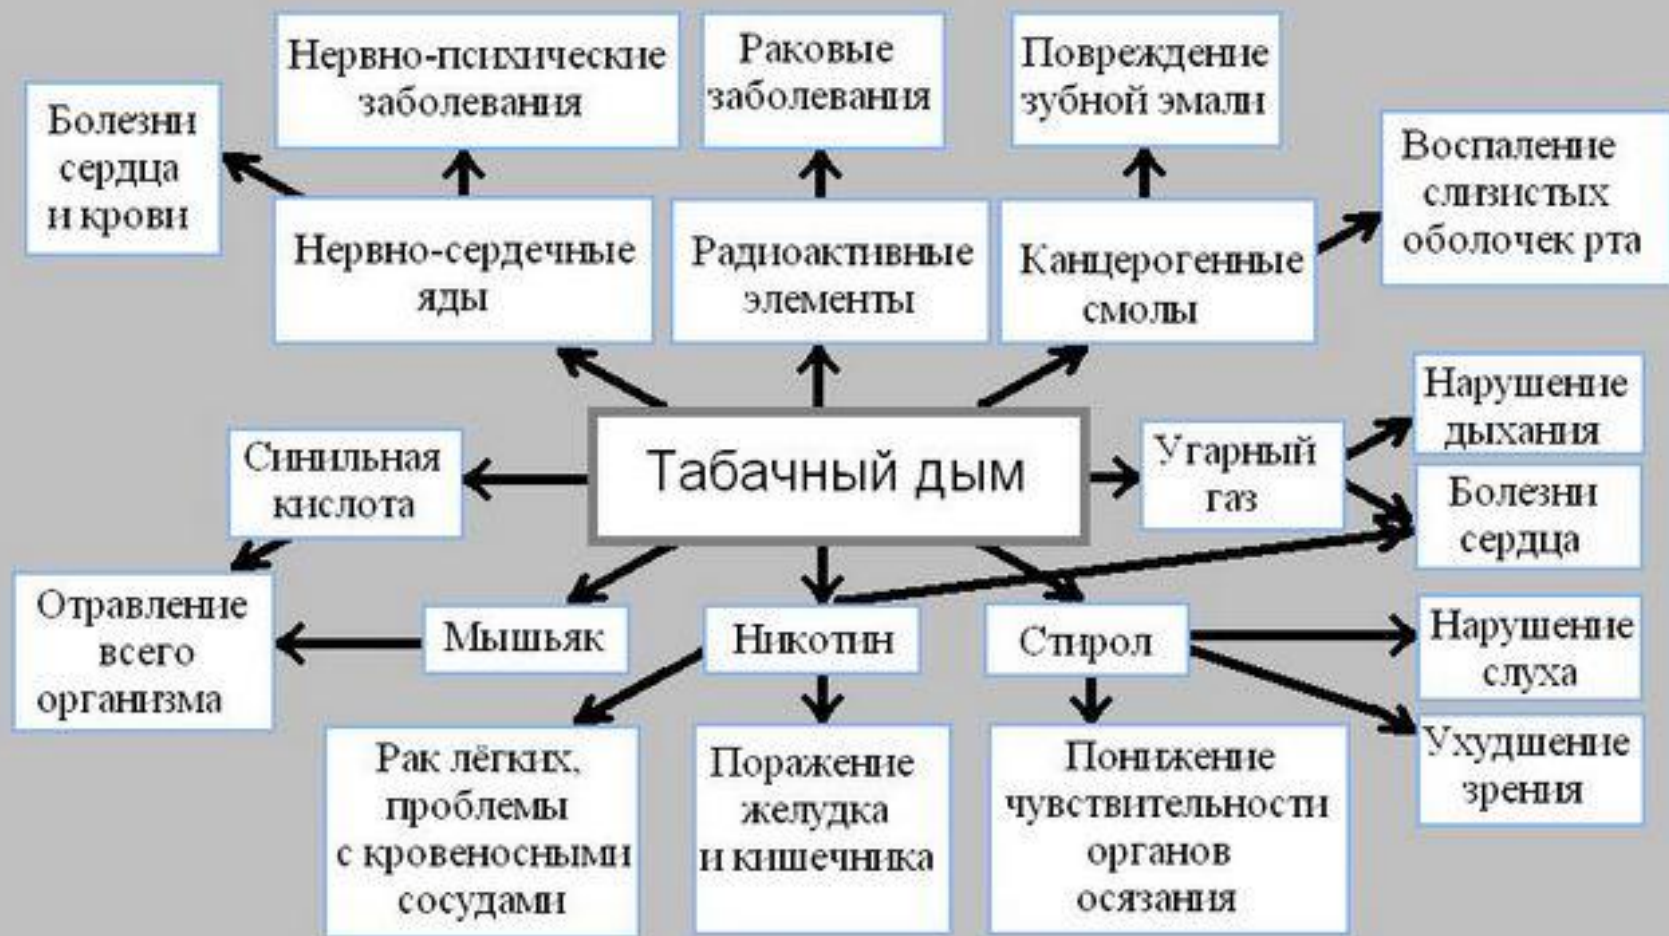 Нервно-психические
заболевания
Раковые
заболевания
Повреждение
зубной эмали
Болезни
сердца
и крови
Воспаление
слизистых
оболочек рта
Нервно-сердечные
яды
Радиоактивные
элементы
Канцерогенные
смолы
Нарушение
дыхания
Синильная
кислота
Табачный дым
Угарный
газ
Болезни
сердца
Отравление
всего
организма
Мышьяк
Никотин
Стирол
Нарушение
слуха
Рак лёгких,
проблемы
с кровеносными
сосудами
Поражение
желудка
и кишечника
Понижение
чувствительности
органов
осязания
Ухудшение
зрения